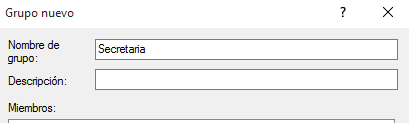 Grupo nuevo ?
Nombre de
grupo: Secretaria
Descripción:
Miembros: